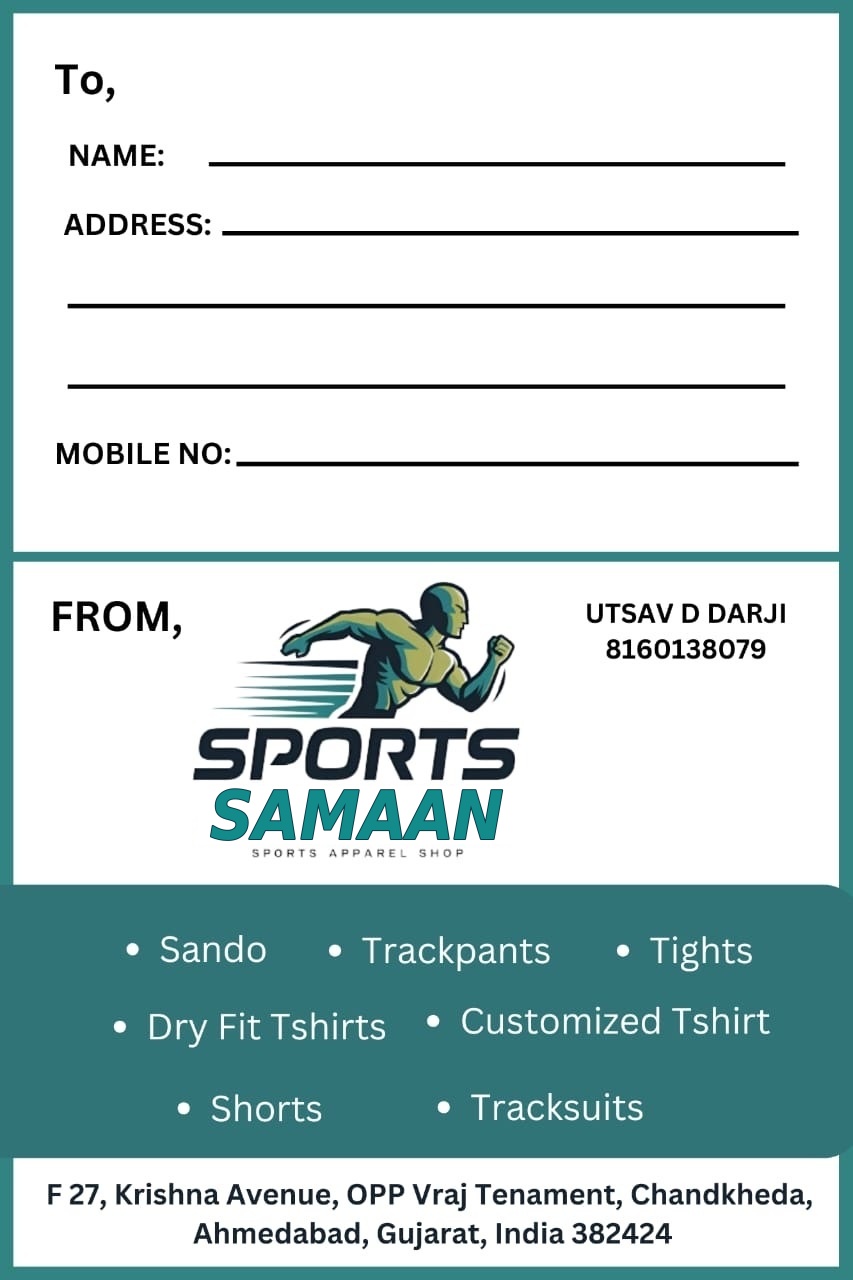 To,
NAME:
ADDRESS:
MOBILE NO:
FROM,
UTSAV D DARJI
8160138079
SPORTS
SAMAAN
SPORTS APPAREL SHOP
• Sando • Trackpants • Tights
• Dry Fit Tshirts • Customized Tshirt
• Shorts • Tracksuits
F 27, Krishna Avenue, OPP Vraj Tenament, Chandkheda,
Ahmedabad, Gujarat, India 382424